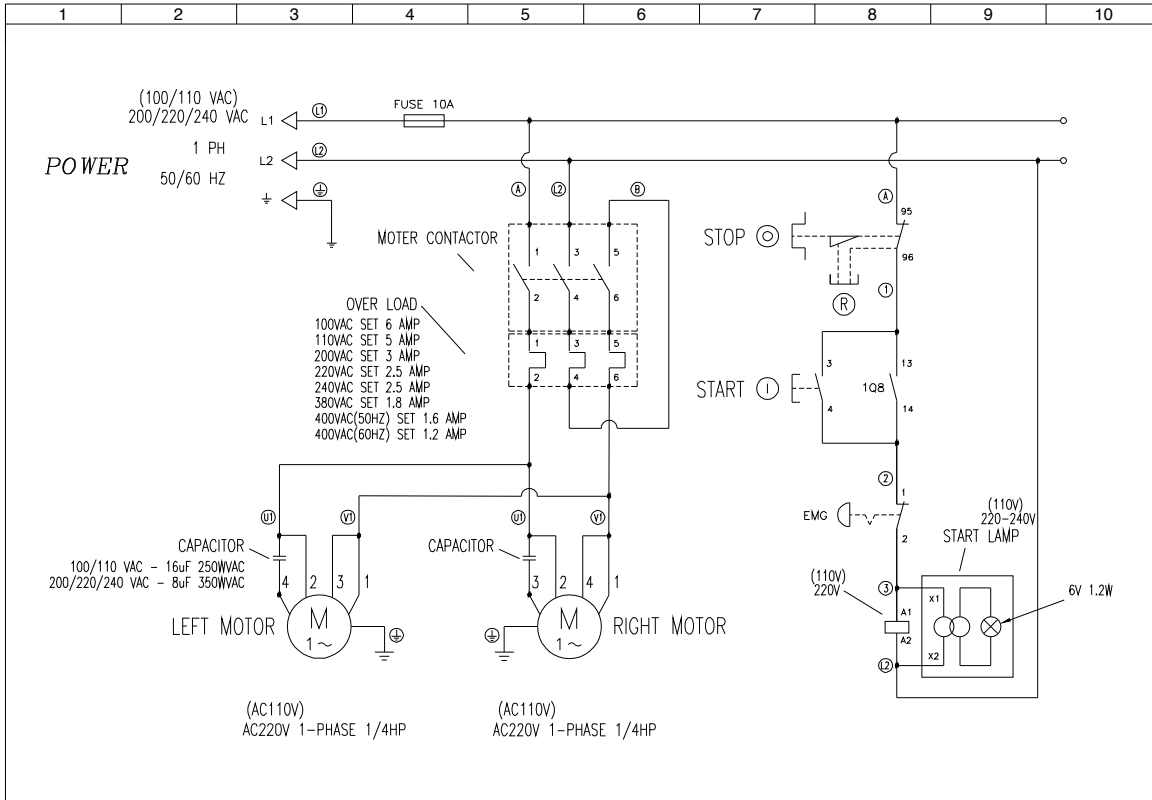 1 2 3 4 5 6 7 8 9 10
(100/110 VAC)
200/220/240 VAC
L1
L1
FUSE 10A
POWER
1 PH
L2
L2
50/60 HZ
A
L2
B
A
MOTER CONTACTOR
1 3 5
2 4 6
STOP
95
96
R
1
OVER LOAD
100VAC SET 6 AMP
110VAC SET 5 AMP
200VAC SET 3 AMP
220VAC SET 2.5 AMP
240VAC SET 2.5 AMP
380VAC SET 1.8 AMP
400VAC(50HZ) SET 1.6 AMP
400VAC(60HZ) SET 1.2 AMP
1 3 5
2 4 6
START I
3
4
1Q8
13
14
2
EMG
1
2
(110V)
220-240V
START LAMP
U1 V1 U1 V1
CAPACITOR
100/110 VAC - 16uF 250WVAC
200/220/240 VAC - 8uF 350WVAC
4 2 3 1
CAPACITOR
3 2 4 1
LEFT MOTOR
M
1~
M
1~
RIGHT MOTOR
(110V)
220V
3
A1
A2
L2
X1
X2
6V 1.2W
(AC110V)
AC220V 1-PHASE 1/4HP
(AC110V)
AC220V 1-PHASE 1/4HP